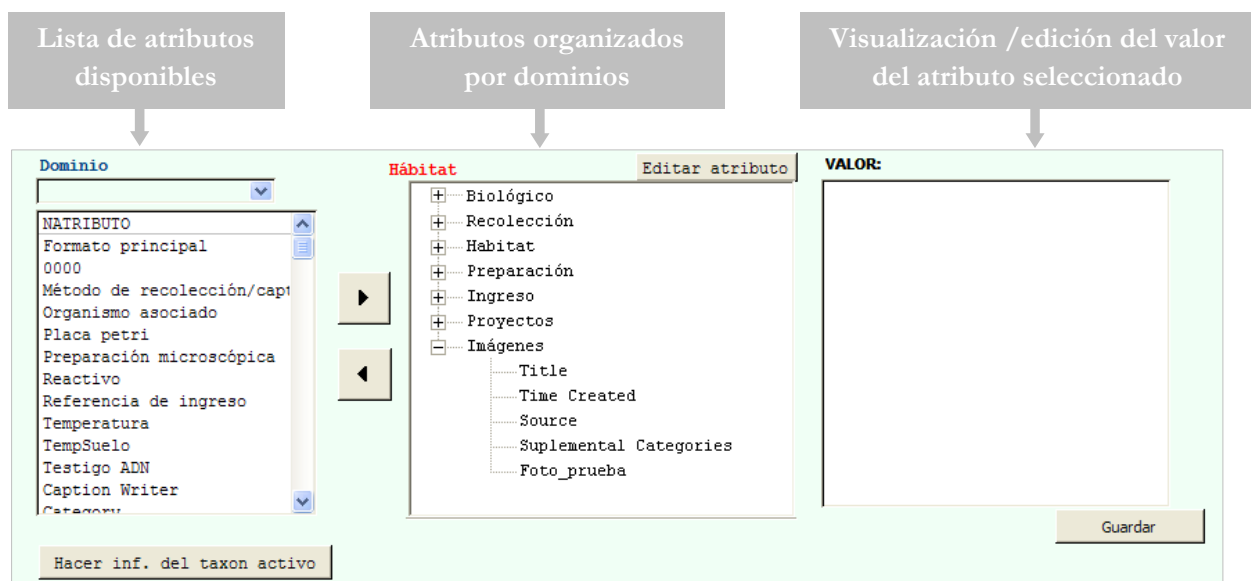 Lista de atributos
disponibles
Atributos organizados
por dominios
Visualización /edición del valor
del atributo seleccionado
Dominio
NATRIBUTO
Formato principal
0000
Método de recolección/capt
Organismo asociado
Placa petri
Preparación microscópica
Reactivo
Referencia de ingreso
Temperatura
TempSuelo
Testigo ADN
Caption Writer
Category
Hacer inf. del taxon activo
Hábitat
Editar atributo
Biológico
Recolección
Habitat
Preparación
Ingreso
Proyectos
Imágenes
Title
Time Created
Source
Suplemental Categories
Foto_prueba
VALOR:
Guardar